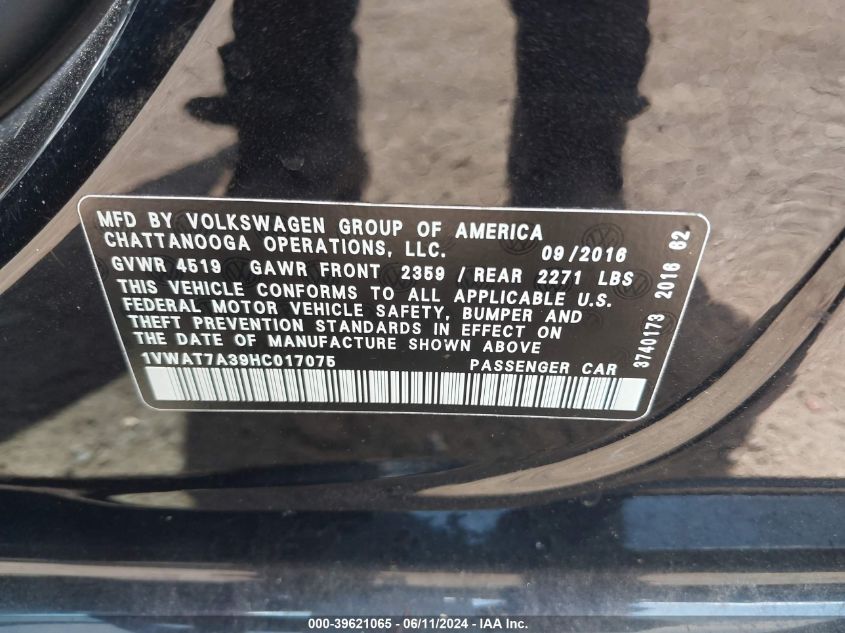 MFD BY VOLKSWAGEN GROUP OF AMERICA
CHATTANOOGA OPERATIONS, LLC. 09/2016
GVWR 4519 GAWR FRONT 2359 / REAR 2271 LBS
THIS VEHICLE CONFORMS TO ALL APPLICABLE U.S.
FEDERAL MOTOR VEHICLE SAFETY, BUMPER AND
THEFT PREVENTION STANDARDS IN EFFECT ON
THE DATE OF MANUFACTURE SHOWN ABOVE
1VWAT7A39HC017075 PASSENGER CAR
3740173 2016 62
000-39621065 - 06/11/2024 - © IAA Inc.